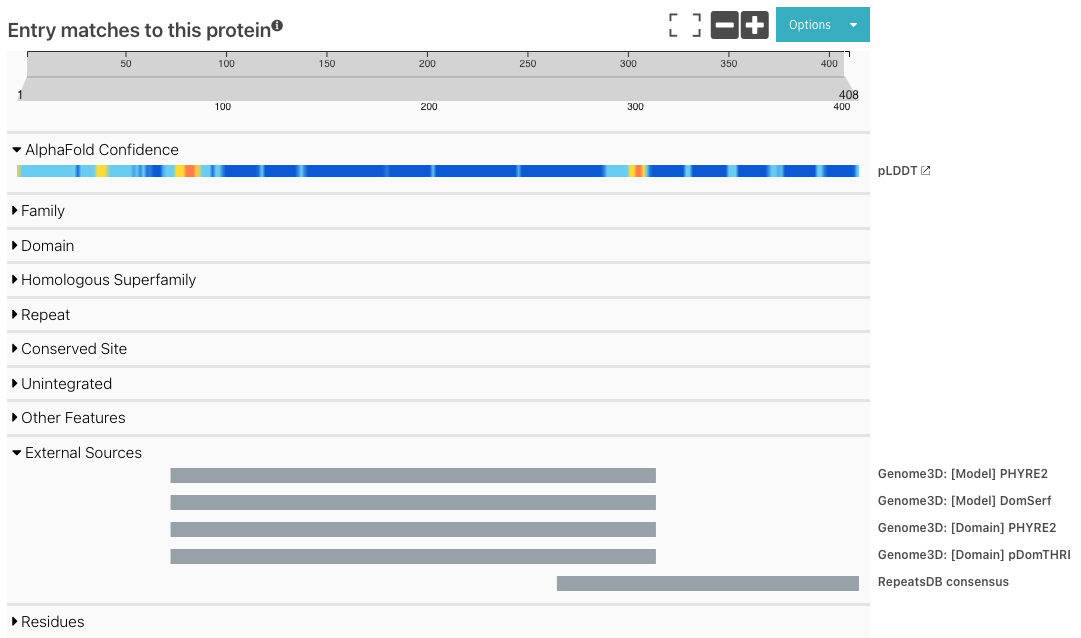 Entry matches to this protein
Options
50 100 150 200 250 300 350 400
1 408
100 200 300 400
AlphaFold Confidence
pLDDT
Family
Domain
Homologous Superfamily
Repeat
Conserved Site
Unintegrated
Other Features
External Sources
Genome3D: [Model] PHYRE2
Genome3D: [Model] DomSerf
Genome3D: [Domain] PHYRE2
Genome3D: [Domain] pDomTHRE
RepeatsDB consensus
Residues